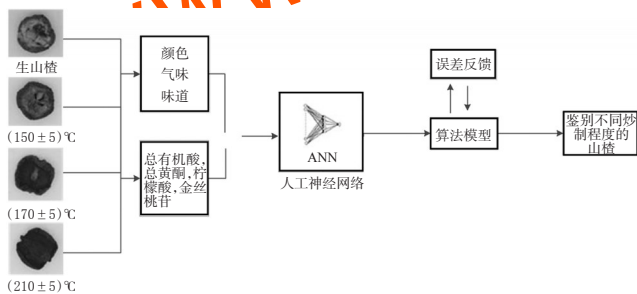 生山楂
(150±5)℃
(170±5)℃
(210±5)℃
颜色
气味
味道
总有机酸,
总黄酮,柠
檬酸,金丝
桃苷
ANN
人工神经网络
误差反馈
算法模型
鉴别不同炒
制程度的
山楂